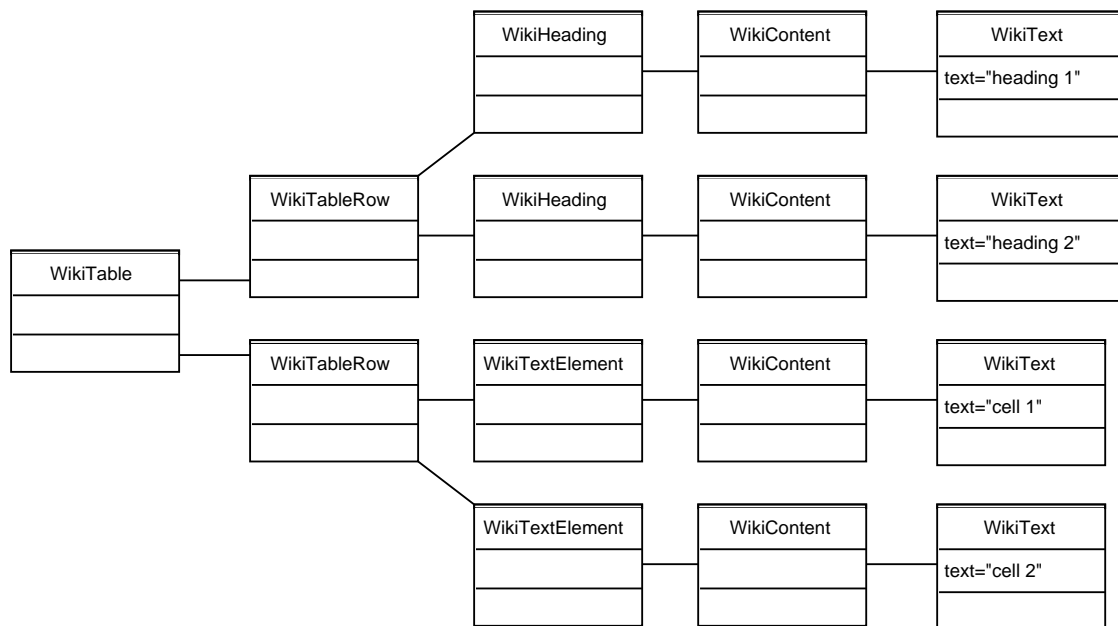 WikiHeading
WikiContent
WikiText
text="heading 1"
WikiTableRow
WikiHeading
WikiContent
WikiText
text="heading 2"
WikiTable
WikiTableRow
WikiTextElement
WikiContent
WikiText
text="cell 1"
WikiTextElement
WikiContent
WikiText
text="cell 2"